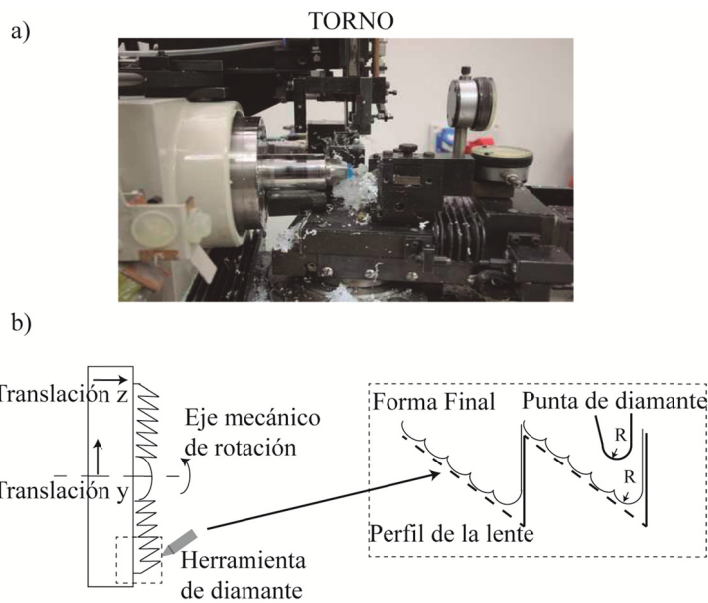 TORNO
a)
b)
Translación z
Eje mecánico
de rotación
Translación y
Herramienta
de diamante
Forma Final
Punta de diamante
R
R
Perfil de la lente